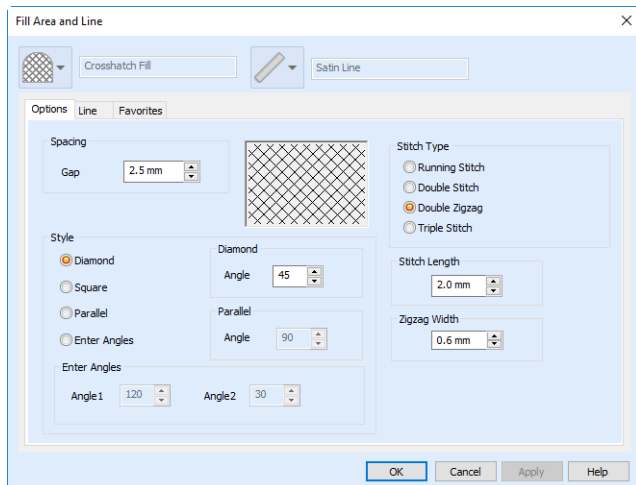 Fill Area and Line
Crosshatch Fill
Satin Line
Options Line Favorites
Spacing
Gap 2.5 mm
Stitch Type
Running Stitch
Double Stitch
Double Zigzag
Triple Stitch
Style
Diamond
Square
Parallel
Enter Angles
Diamond
Angle 45
Parallel
Angle 90
Stitch Length
2.0 mm
Zigzag Width
0.6 mm
Enter Angles
Angle1 120 Angle2 30
OK Cancel Apply Help